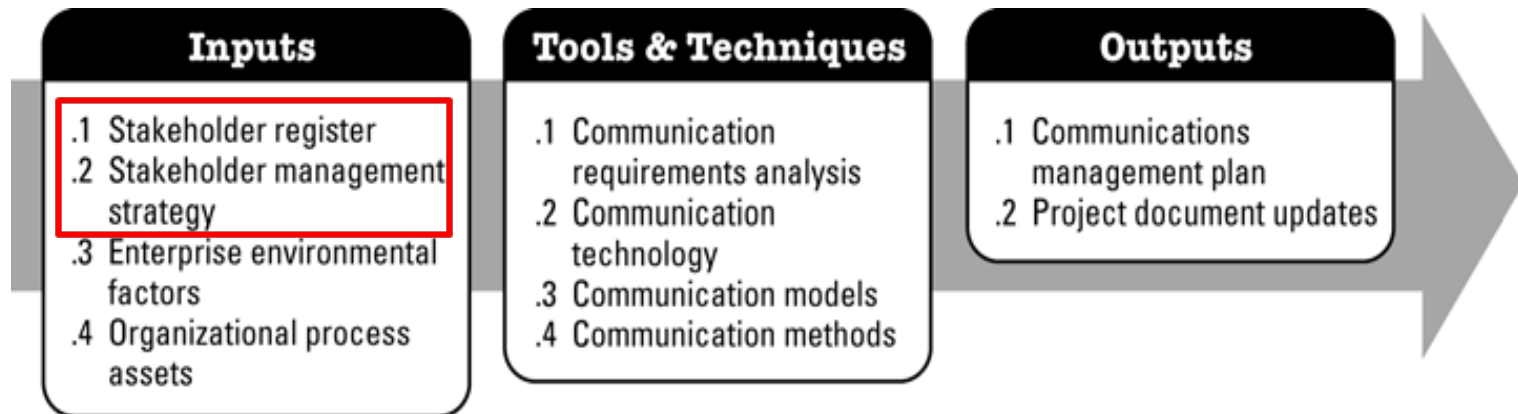 Inputs
.1 Stakeholder register
.2 Stakeholder management
strategy
.3 Enterprise environmental
factors
.4 Organizational process
assets
Tools & Techniques
.1 Communication
requirements analysis
.2 Communication
technology
.3 Communication models
.4 Communication methods
Outputs
.1 Communications
management plan
.2 Project document updates